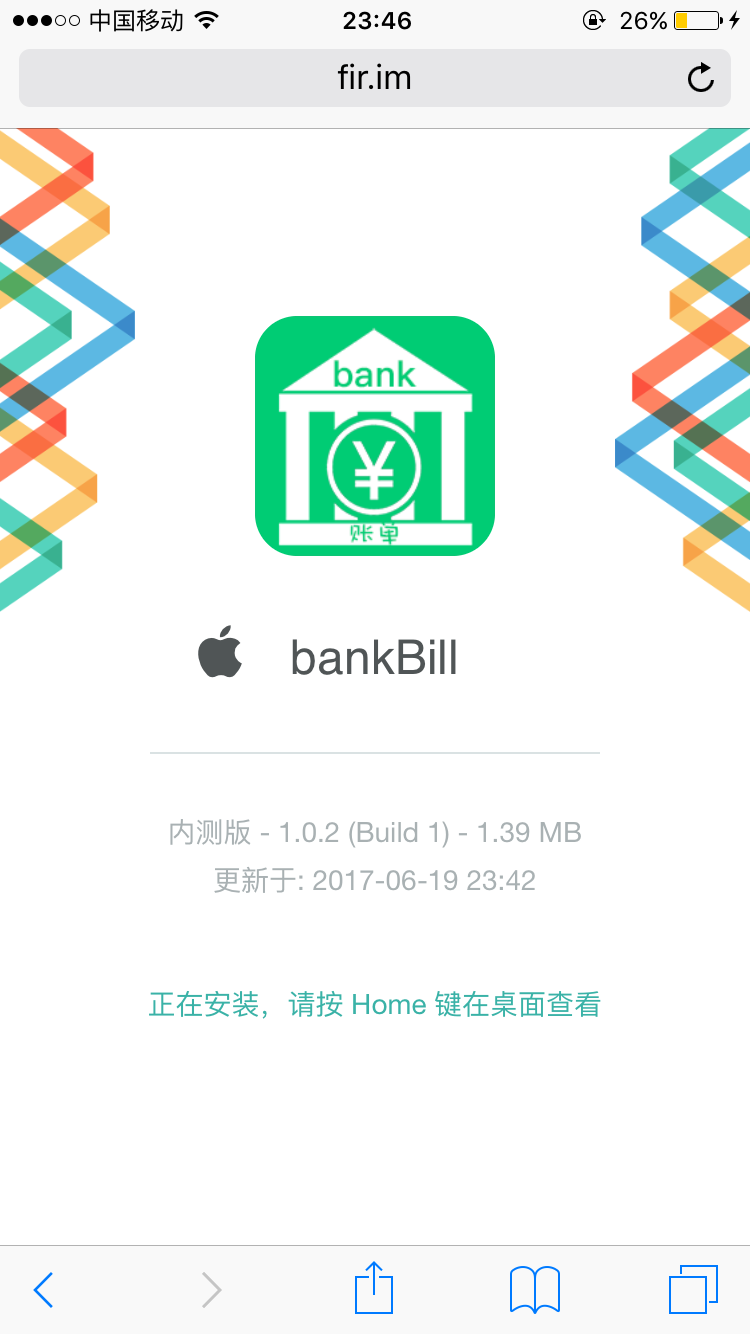 中国移动 23:46 26%
fir.im
bank
¥
账单
bankBill
内测版 - 1.0.2 (Build 1) - 1.39 MB
更新于: 2017-06-19 23:42
正在安装，请按 Home 键在桌面查看